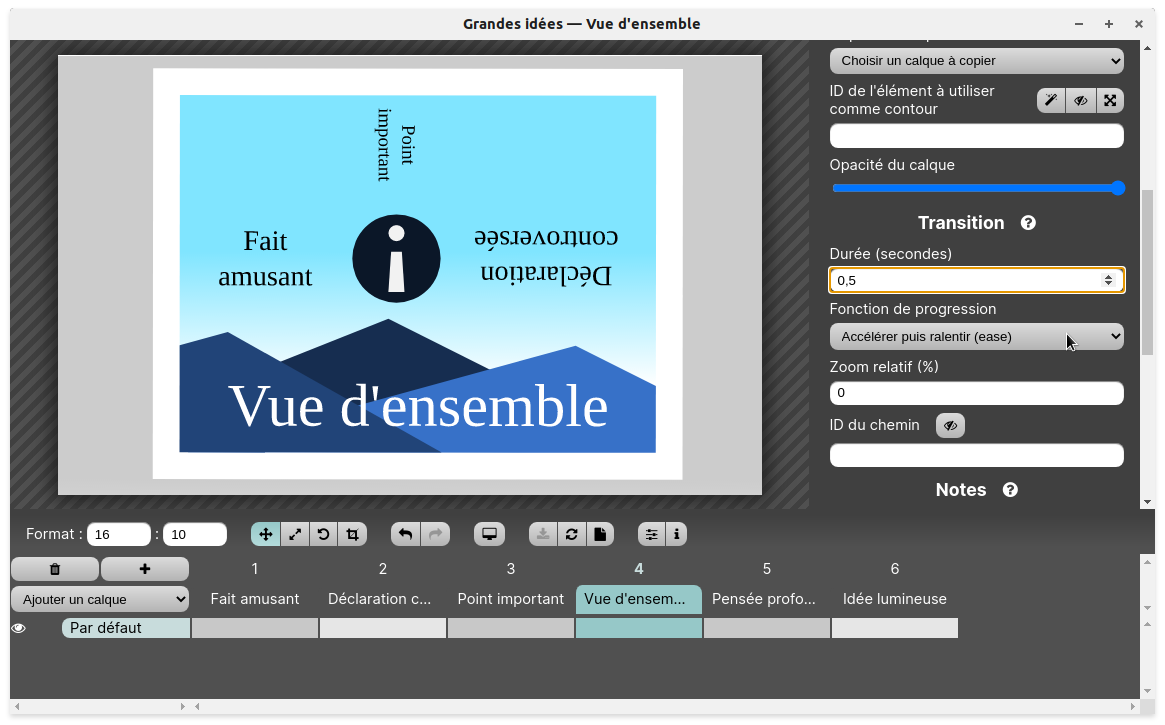 Grandes idées — Vue d'ensemble
Choisir un calque à copier
ID de l'élément à utiliser
comme contour
Opacité du calque
Transition
Durée (secondes)
0,5
Fonction de progression
Accélérer puis ralentir (ease)
Zoom relatif (%)
0
ID du chemin
Notes
Point
important
Fait
amusant
Déclaration
controversée
Vue d'ensemble
Format : 16 : 10
1 2 3 4 5 6
Ajouter un calque Fait amusant Déclaration c... Point important Vue d'ensem... Pensée profo... Idée lumineuse
Par défaut